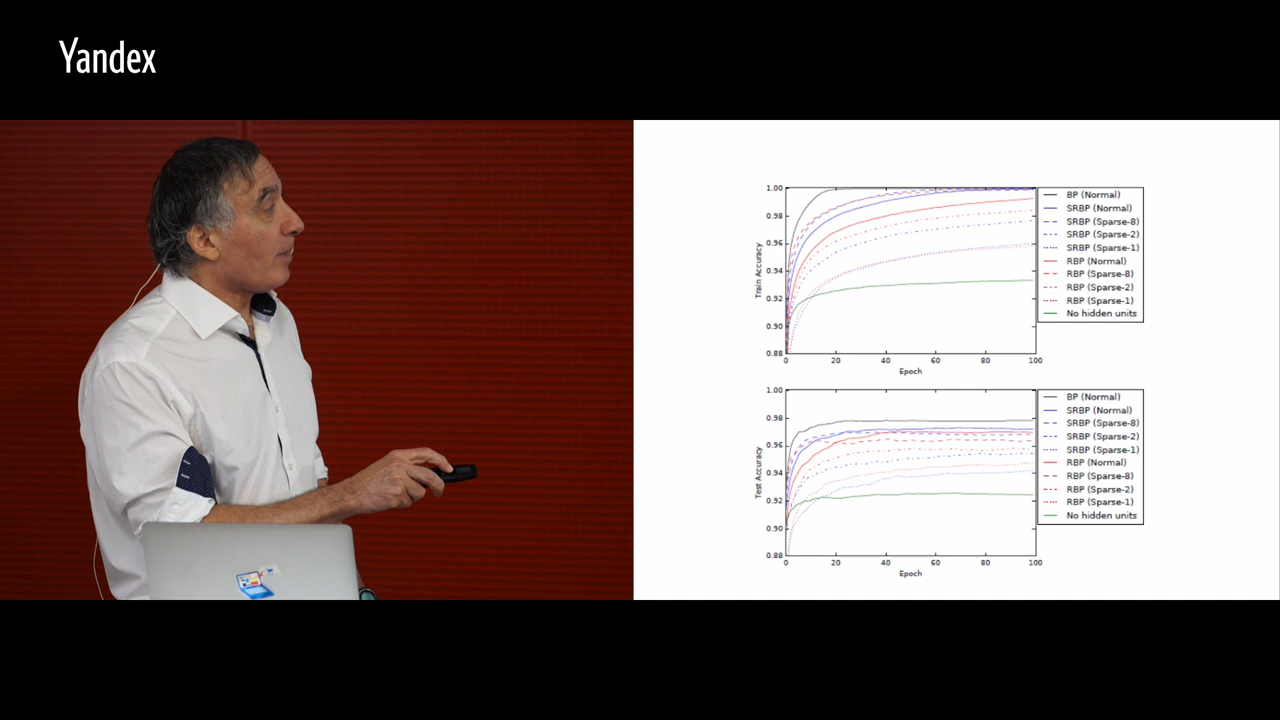 Yandex
1.00
0.98
0.96
0.94
0.92
0.90
0.88
Train Accuracy
0 20 40 60 80 100
Epoch
BP (Normal)
SRBP (Normal)
SRBP (Sparse-8)
SRBP (Sparse-2)
SRBP (Sparse-1)
RBP (Normal)
RBP (Sparse-8)
RBP (Sparse-2)
RBP (Sparse-1)
No hidden units
1.00
0.98
0.96
0.94
0.92
0.90
0.88
Test Accuracy
0 20 40 60 80 100
Epoch
BP (Normal)
SRBP (Normal)
SRBP (Sparse-8)
SRBP (Sparse-2)
SRBP (Sparse-1)
RBP (Normal)
RBP (Sparse-8)
RBP (Sparse-2)
RBP (Sparse-1)
No hidden units